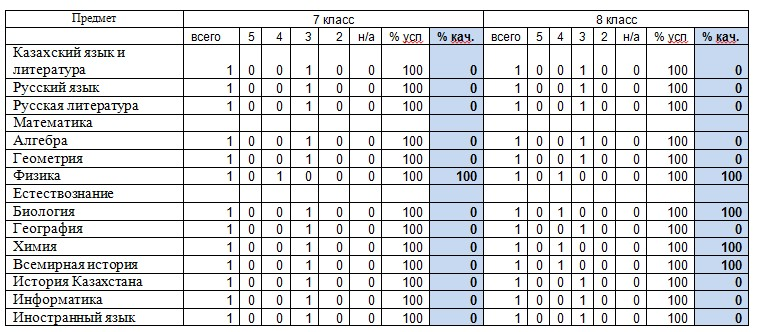 Предмет 7 класс 8 класс
всего 5 4 3 2 н/а % усп % кач. всего 5 4 3 2 н/а % усп % кач.
Казахский язык и
литература 1 0 0 1 0 0 100 0 1 0 0 1 0 0 100 0
Русский язык 1 0 0 1 0 0 100 0 1 0 0 1 0 0 100 0
Русская литература 1 0 0 1 0 0 100 0 1 0 0 1 0 0 100 0
Математика
Алгебра 1 0 0 1 0 0 100 0 1 0 0 1 0 0 100 0
Геометрия 1 0 0 1 0 0 100 0 1 0 0 1 0 0 100 0
Физика 1 0 1 0 0 0 100 100 1 0 1 0 0 0 100 100
Естествознание
Биология 1 0 0 1 0 0 100 0 1 0 1 0 0 0 100 100
География 1 0 0 1 0 0 100 0 1 0 0 1 0 0 100 0
Химия 1 0 0 1 0 0 100 0 1 0 1 0 0 0 100 100
Всемирная история 1 0 0 1 0 0 100 0 1 0 1 0 0 0 100 100
История Казахстана 1 0 0 1 0 0 100 0 1 0 0 1 0 0 100 0
Информатика 1 0 0 1 0 0 100 0 1 0 0 1 0 0 100 0
Иностранный язык 1 0 0 1 0 0 100 0 1 0 0 1 0 0 100 0